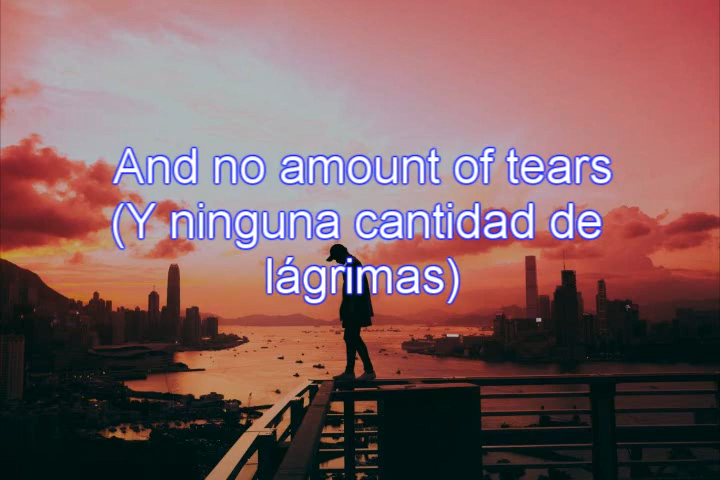 And no amount of tears
(Y ninguna cantidad de
lágrimas)